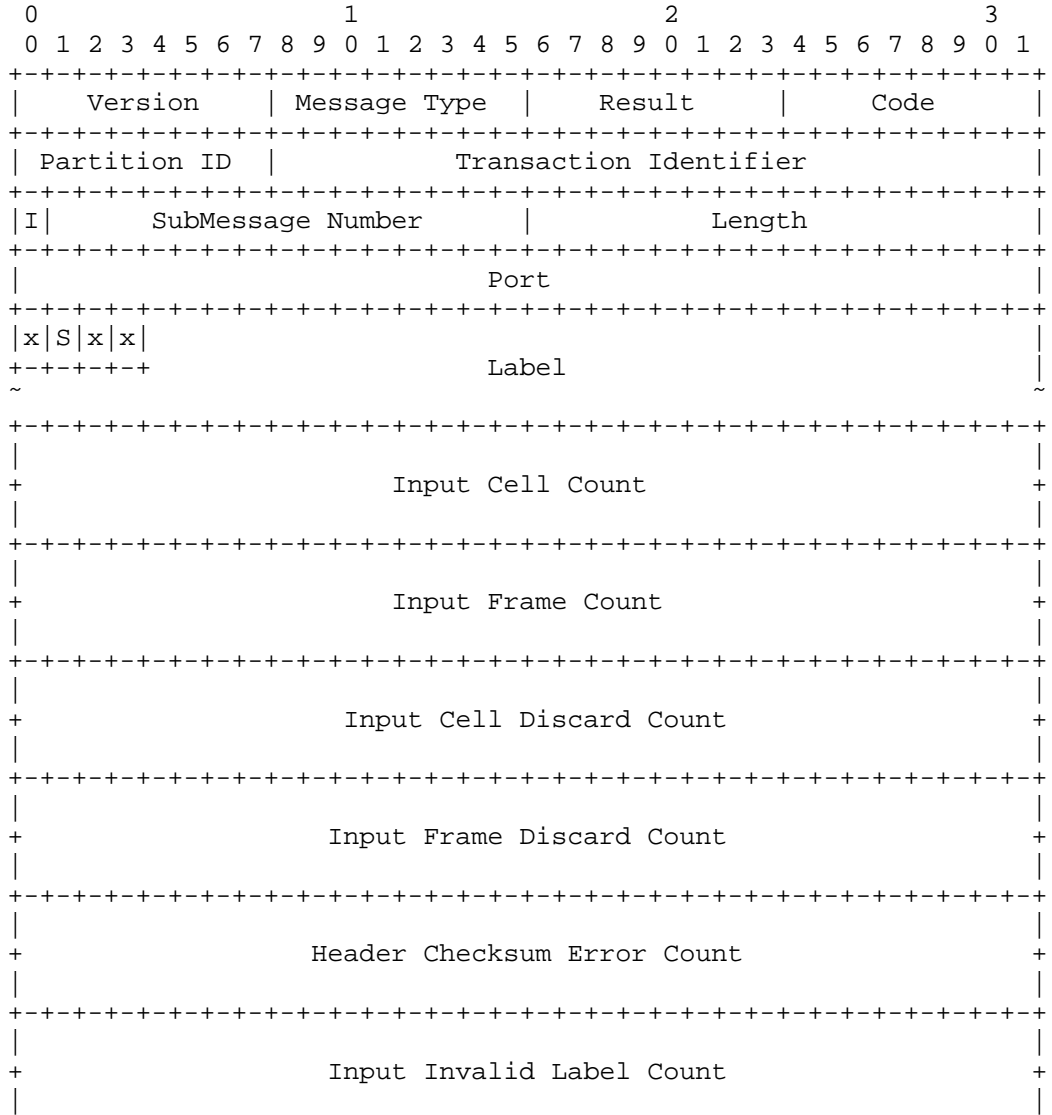 0                   1                   2                   3
 0 1 2 3 4 5 6 7 8 9 0 1 2 3 4 5 6 7 8 9 0 1 2 3 4 5 6 7 8 9 0 1
+-+-+-+-+-+-+-+-+-+-+-+-+-+-+-+-+-+-+-+-+-+-+-+-+-+-+-+-+-+-+-+-+
|    Version    | Message Type  |    Result     |     Code      |
+-+-+-+-+-+-+-+-+-+-+-+-+-+-+-+-+-+-+-+-+-+-+-+-+-+-+-+-+-+-+-+-+
| Partition ID  |           Transaction Identifier              |
+-+-+-+-+-+-+-+-+-+-+-+-+-+-+-+-+-+-+-+-+-+-+-+-+-+-+-+-+-+-+-+-+
|I|      SubMessage Number      |           Length              |
+-+-+-+-+-+-+-+-+-+-+-+-+-+-+-+-+-+-+-+-+-+-+-+-+-+-+-+-+-+-+-+-+
|                             Port                              |
+-+-+-+-+-+-+-+-+-+-+-+-+-+-+-+-+-+-+-+-+-+-+-+-+-+-+-+-+-+-+-+-+
|x|S|x|x|                                                       |
+-+-+-+-+                     Label                             |
~                                                               ~
+-+-+-+-+-+-+-+-+-+-+-+-+-+-+-+-+-+-+-+-+-+-+-+-+-+-+-+-+-+-+-+-+
|                                                               |
+                       Input Cell Count                        +
|                                                               |
+-+-+-+-+-+-+-+-+-+-+-+-+-+-+-+-+-+-+-+-+-+-+-+-+-+-+-+-+-+-+-+-+
|                                                               |
+                       Input Frame Count                       +
|                                                               |
+-+-+-+-+-+-+-+-+-+-+-+-+-+-+-+-+-+-+-+-+-+-+-+-+-+-+-+-+-+-+-+-+
|                                                               |
+                    Input Cell Discard Count                   +
|                                                               |
+-+-+-+-+-+-+-+-+-+-+-+-+-+-+-+-+-+-+-+-+-+-+-+-+-+-+-+-+-+-+-+-+
|                                                               |
+                   Input Frame Discard Count                   +
|                                                               |
+-+-+-+-+-+-+-+-+-+-+-+-+-+-+-+-+-+-+-+-+-+-+-+-+-+-+-+-+-+-+-+-+
|                                                               |
+                  Header Checksum Error Count                  +
|                                                               |
+-+-+-+-+-+-+-+-+-+-+-+-+-+-+-+-+-+-+-+-+-+-+-+-+-+-+-+-+-+-+-+-+
|                                                               |
+                   Input Invalid Label Count                   +
|                                                               |